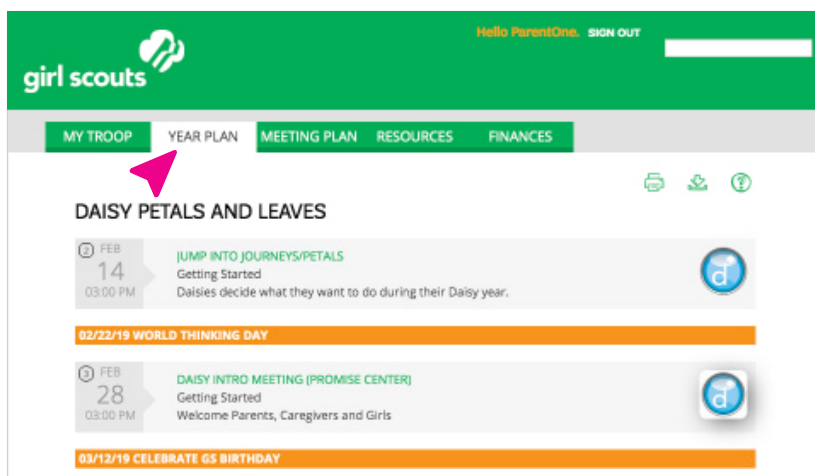 Hello ParentOne. SIGN OUT
girl scouts
MY TROOP YEAR PLAN MEETING PLAN RESOURCES FINANCES
DAISY PETALS AND LEAVES
2 FEB
14
03:00 PM
JUMP INTO JOURNEYS/PETALS
Getting Started
Daisies decide what they want to do during their Daisy year.
d
02/22/19 WORLD THINKING DAY
3 FEB
28
03:00 PM
DAISY INTRO MEETING (PROMISE CENTER)
Getting Started
Welcome Parents, Caregivers and Girls
d
03/12/19 CELEBRATE GS BIRTHDAY